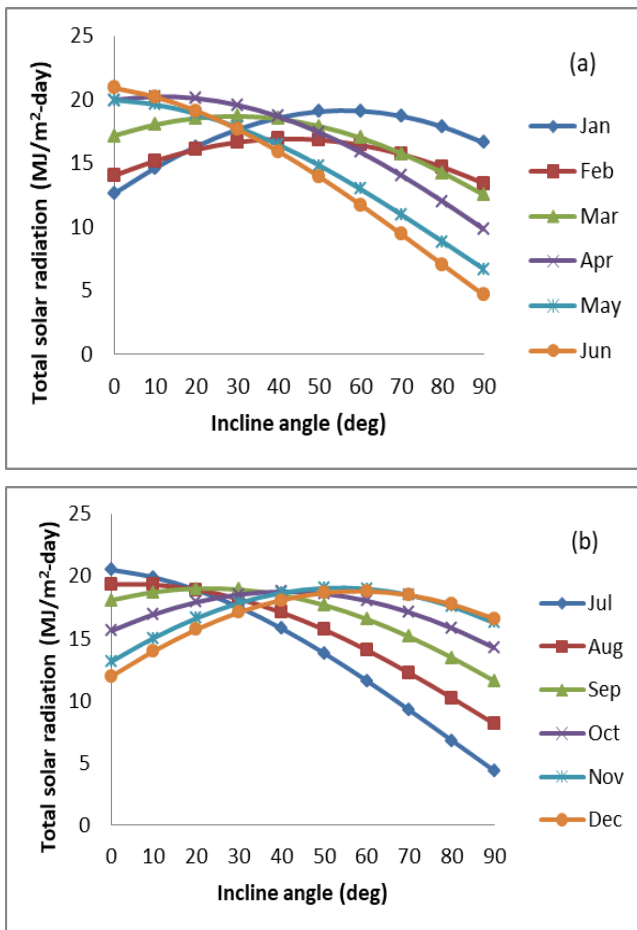 (a)
Total solar radiation (MJ/m²-day)
25
20
15
10
5
0
0 10 20 30 40 50 60 70 80 90
Incline angle (deg)
Jan
Feb
Mar
Apr
May
Jun
(b)
Total solar radiation (MJ/m²-day)
25
20
15
10
5
0
0 10 20 30 40 50 60 70 80 90
Incline angle (deg)
Jul
Aug
Sep
Oct
Nov
Dec